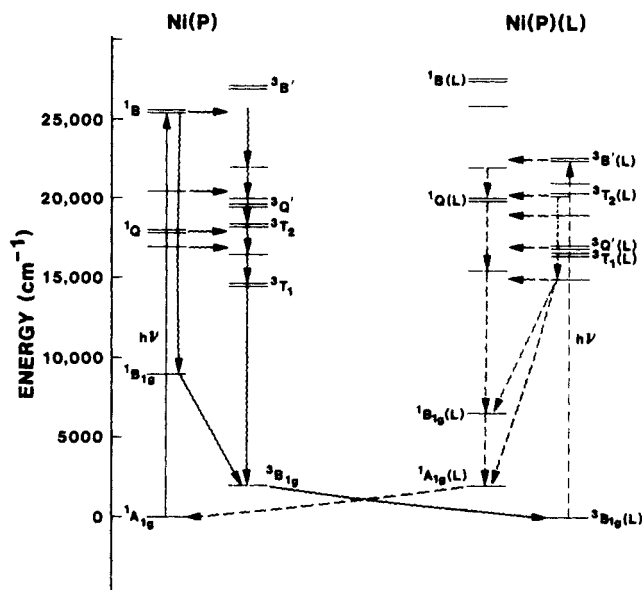 Ni(P)
Ni(P)(L)
ENERGY (cm⁻¹)
25,000
20,000
15,000
10,000
5000
0
¹B
¹Q
hν
¹B₁g
¹A₁g
³B′
³Q′
³T₂
³T₁
³B₁g
¹B(L)
¹Q(L)
¹B₁g(L)
¹A₁g(L)
³B′(L)
³T₂(L)
³Q′(L)
³T₁(L)
hν
³B₁g(L)